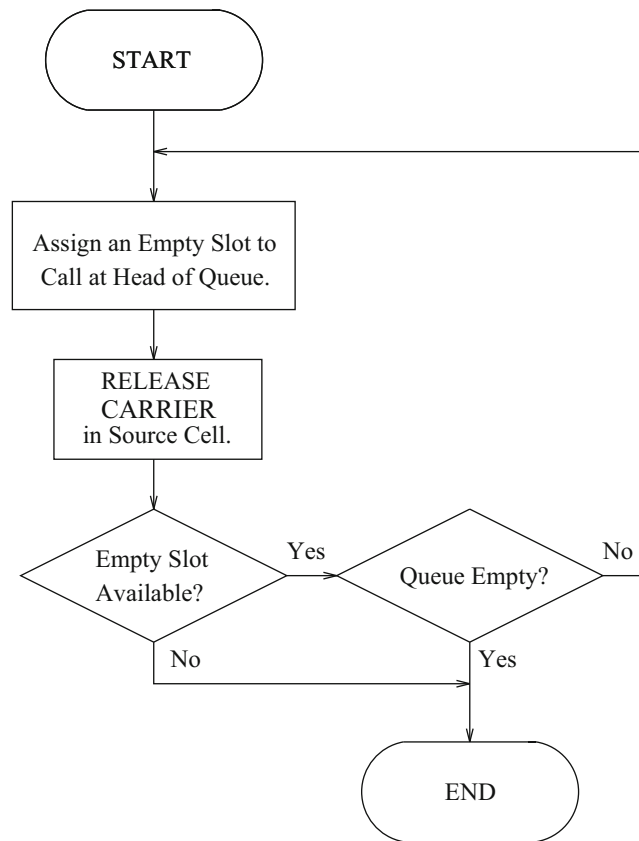 START
Assign an Empty Slot to
Call at Head of Queue.
RELEASE
CARRIER
in Source Cell.
Empty Slot
Available?
Yes
Queue Empty?
No
No
Yes
END